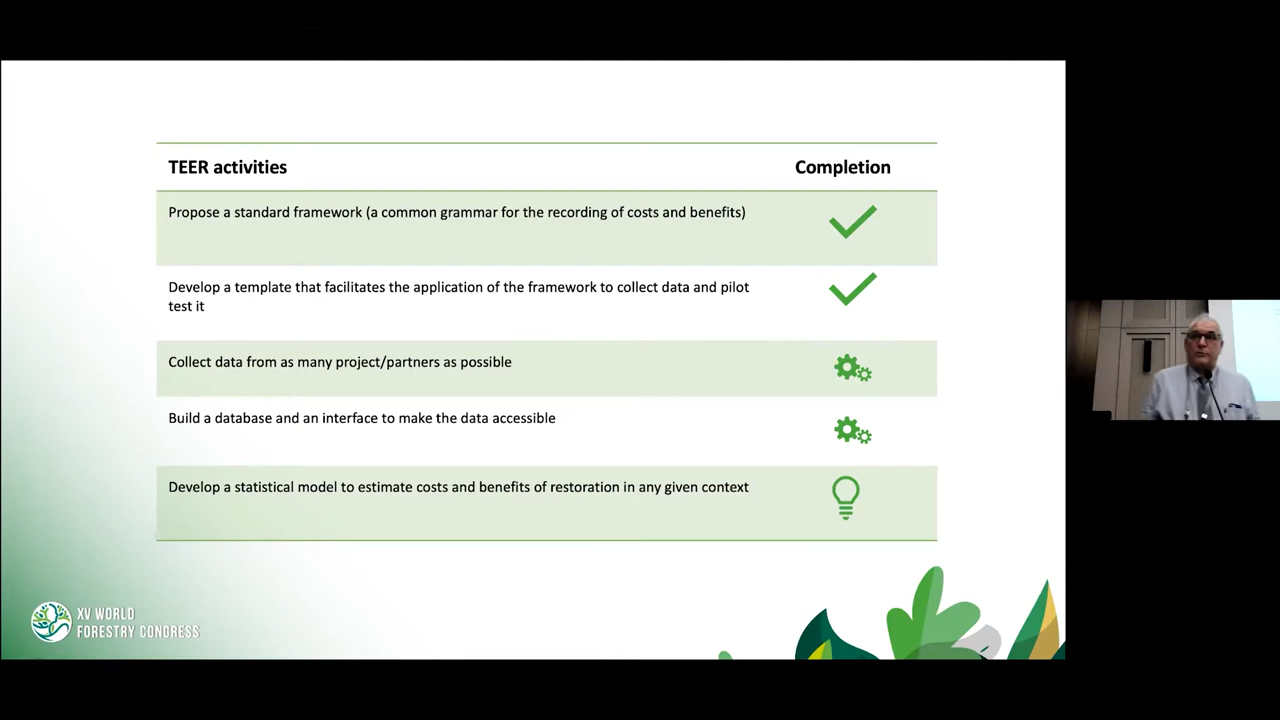 TEER activities
Completion
Propose a standard framework (a common grammar for the recording of costs and benefits)
Develop a template that facilitates the application of the framework to collect data and pilot
test it
Collect data from as many project/partners as possible
Build a database and an interface to make the data accessible
Develop a statistical model to estimate costs and benefits of restoration in any given context
XV WORLD
FORESTRY CONGRESS